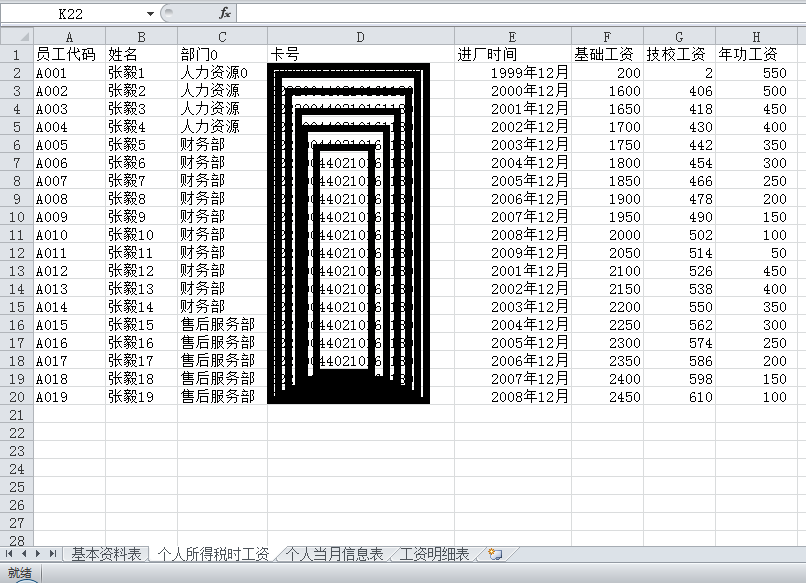 K22 fx
A B C D E F G H
1 员工代码 姓名 部门0 卡号 进厂时间 基础工资 技校工资 年功工资
2 A001 张毅1 人力资源0 1999年12月 200 2 550
3 A002 张毅2 人力资源 2000年12月 1600 406 500
4 A003 张毅3 人力资源 2001年12月 1650 418 450
5 A004 张毅4 人力资源 2002年12月 1700 430 400
6 A005 张毅5 财务部 2003年12月 1750 442 350
7 A006 张毅6 财务部 2004年12月 1800 454 300
8 A007 张毅7 财务部 2005年12月 1850 466 250
9 A008 张毅8 财务部 2006年12月 1900 478 200
10 A009 张毅9 财务部 2007年12月 1950 490 150
11 A010 张毅10 财务部 2008年12月 2000 502 100
12 A011 张毅11 财务部 2009年12月 2050 514 50
13 A012 张毅12 财务部 2001年12月 2100 526 450
14 A013 张毅13 财务部 2002年12月 2150 538 400
15 A014 张毅14 财务部 2003年12月 2200 550 350
16 A015 张毅15 售后服务部 2004年12月 2250 562 300
17 A016 张毅16 售后服务部 2005年12月 2300 574 250
18 A017 张毅17 售后服务部 2006年12月 2350 586 200
19 A018 张毅18 售后服务部 2007年12月 2400 598 150
20 A019 张毅19 售后服务部 2008年12月 2450 610 100
21
22
23
24
25
26
27
28
基本资料表 个人所得税时工资 个人当月信息表 工资明细表
就绪